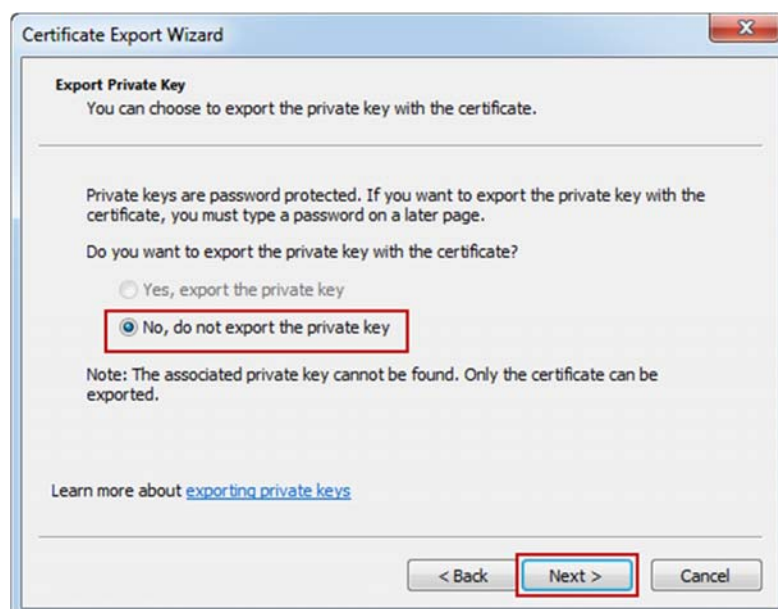 Certificate Export Wizard
Export Private Key
You can choose to export the private key with the certificate.
Private keys are password protected. If you want to export the private key with the
certificate, you must type a password on a later page.
Do you want to export the private key with the certificate?
Yes, export the private key
No, do not export the private key
Note: The associated private key cannot be found. Only the certificate can be
exported.
Learn more about exporting private keys
< Back Next > Cancel